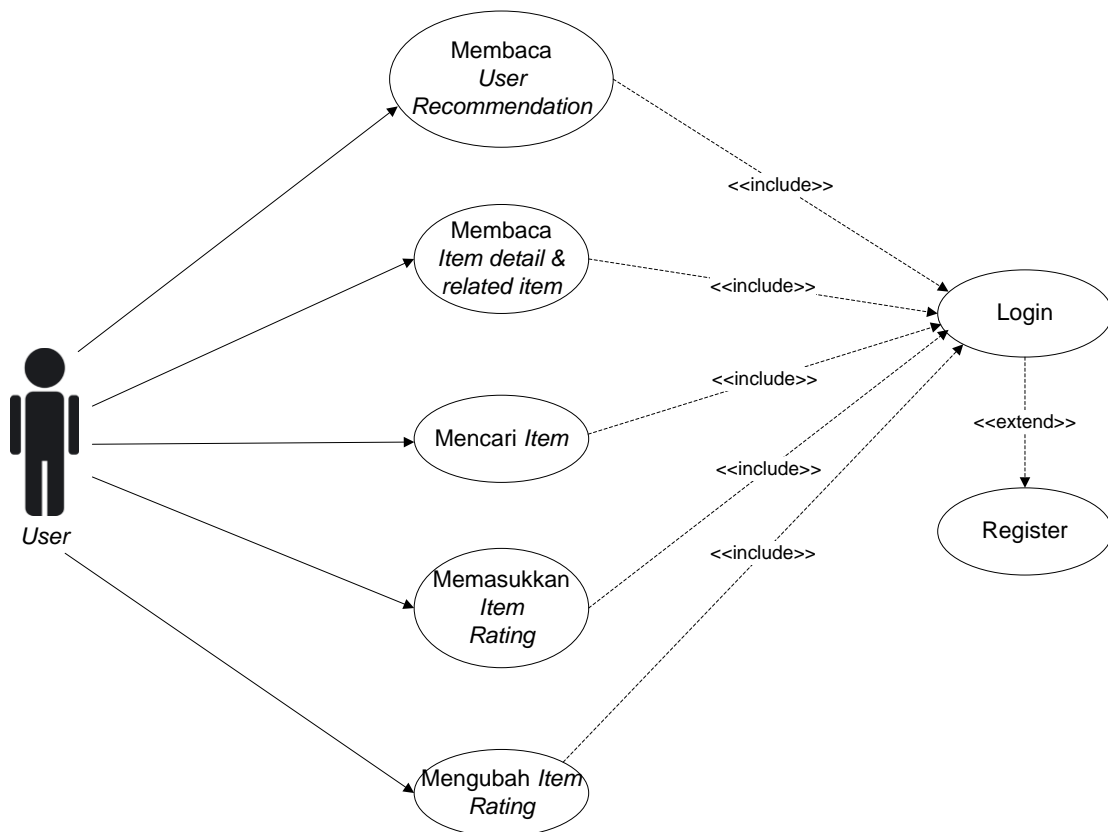 Membaca
User
Recommendation
<<include>>
Membaca
Item detail &
related item
<<include>>
Login
<<include>>
Mencari Item
<<extend>>
<<include>>
User
Register
Memasukkan
Item
Rating
<<include>>
Mengubah Item
Rating